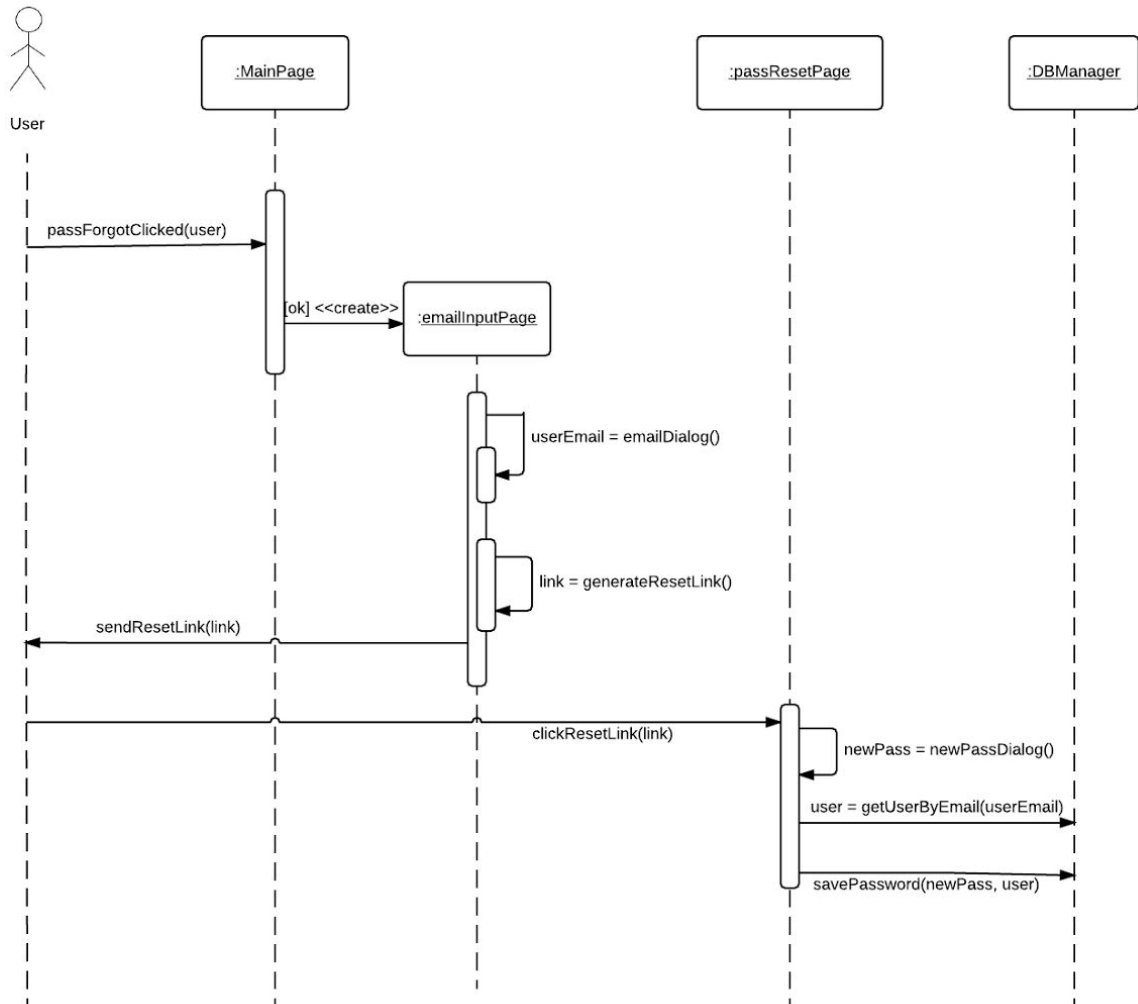 :MainPage
:passResetPage
:DBManager
User
passForgotClicked(user)
[ok] <<create>>
:emailInputPage
userEmail = emailDialog()
link = generateResetLink()
sendResetLink(link)
clickResetLink(link)
newPass = newPassDialog()
user = getUserByEmail(userEmail)
savePassword(newPass, user)